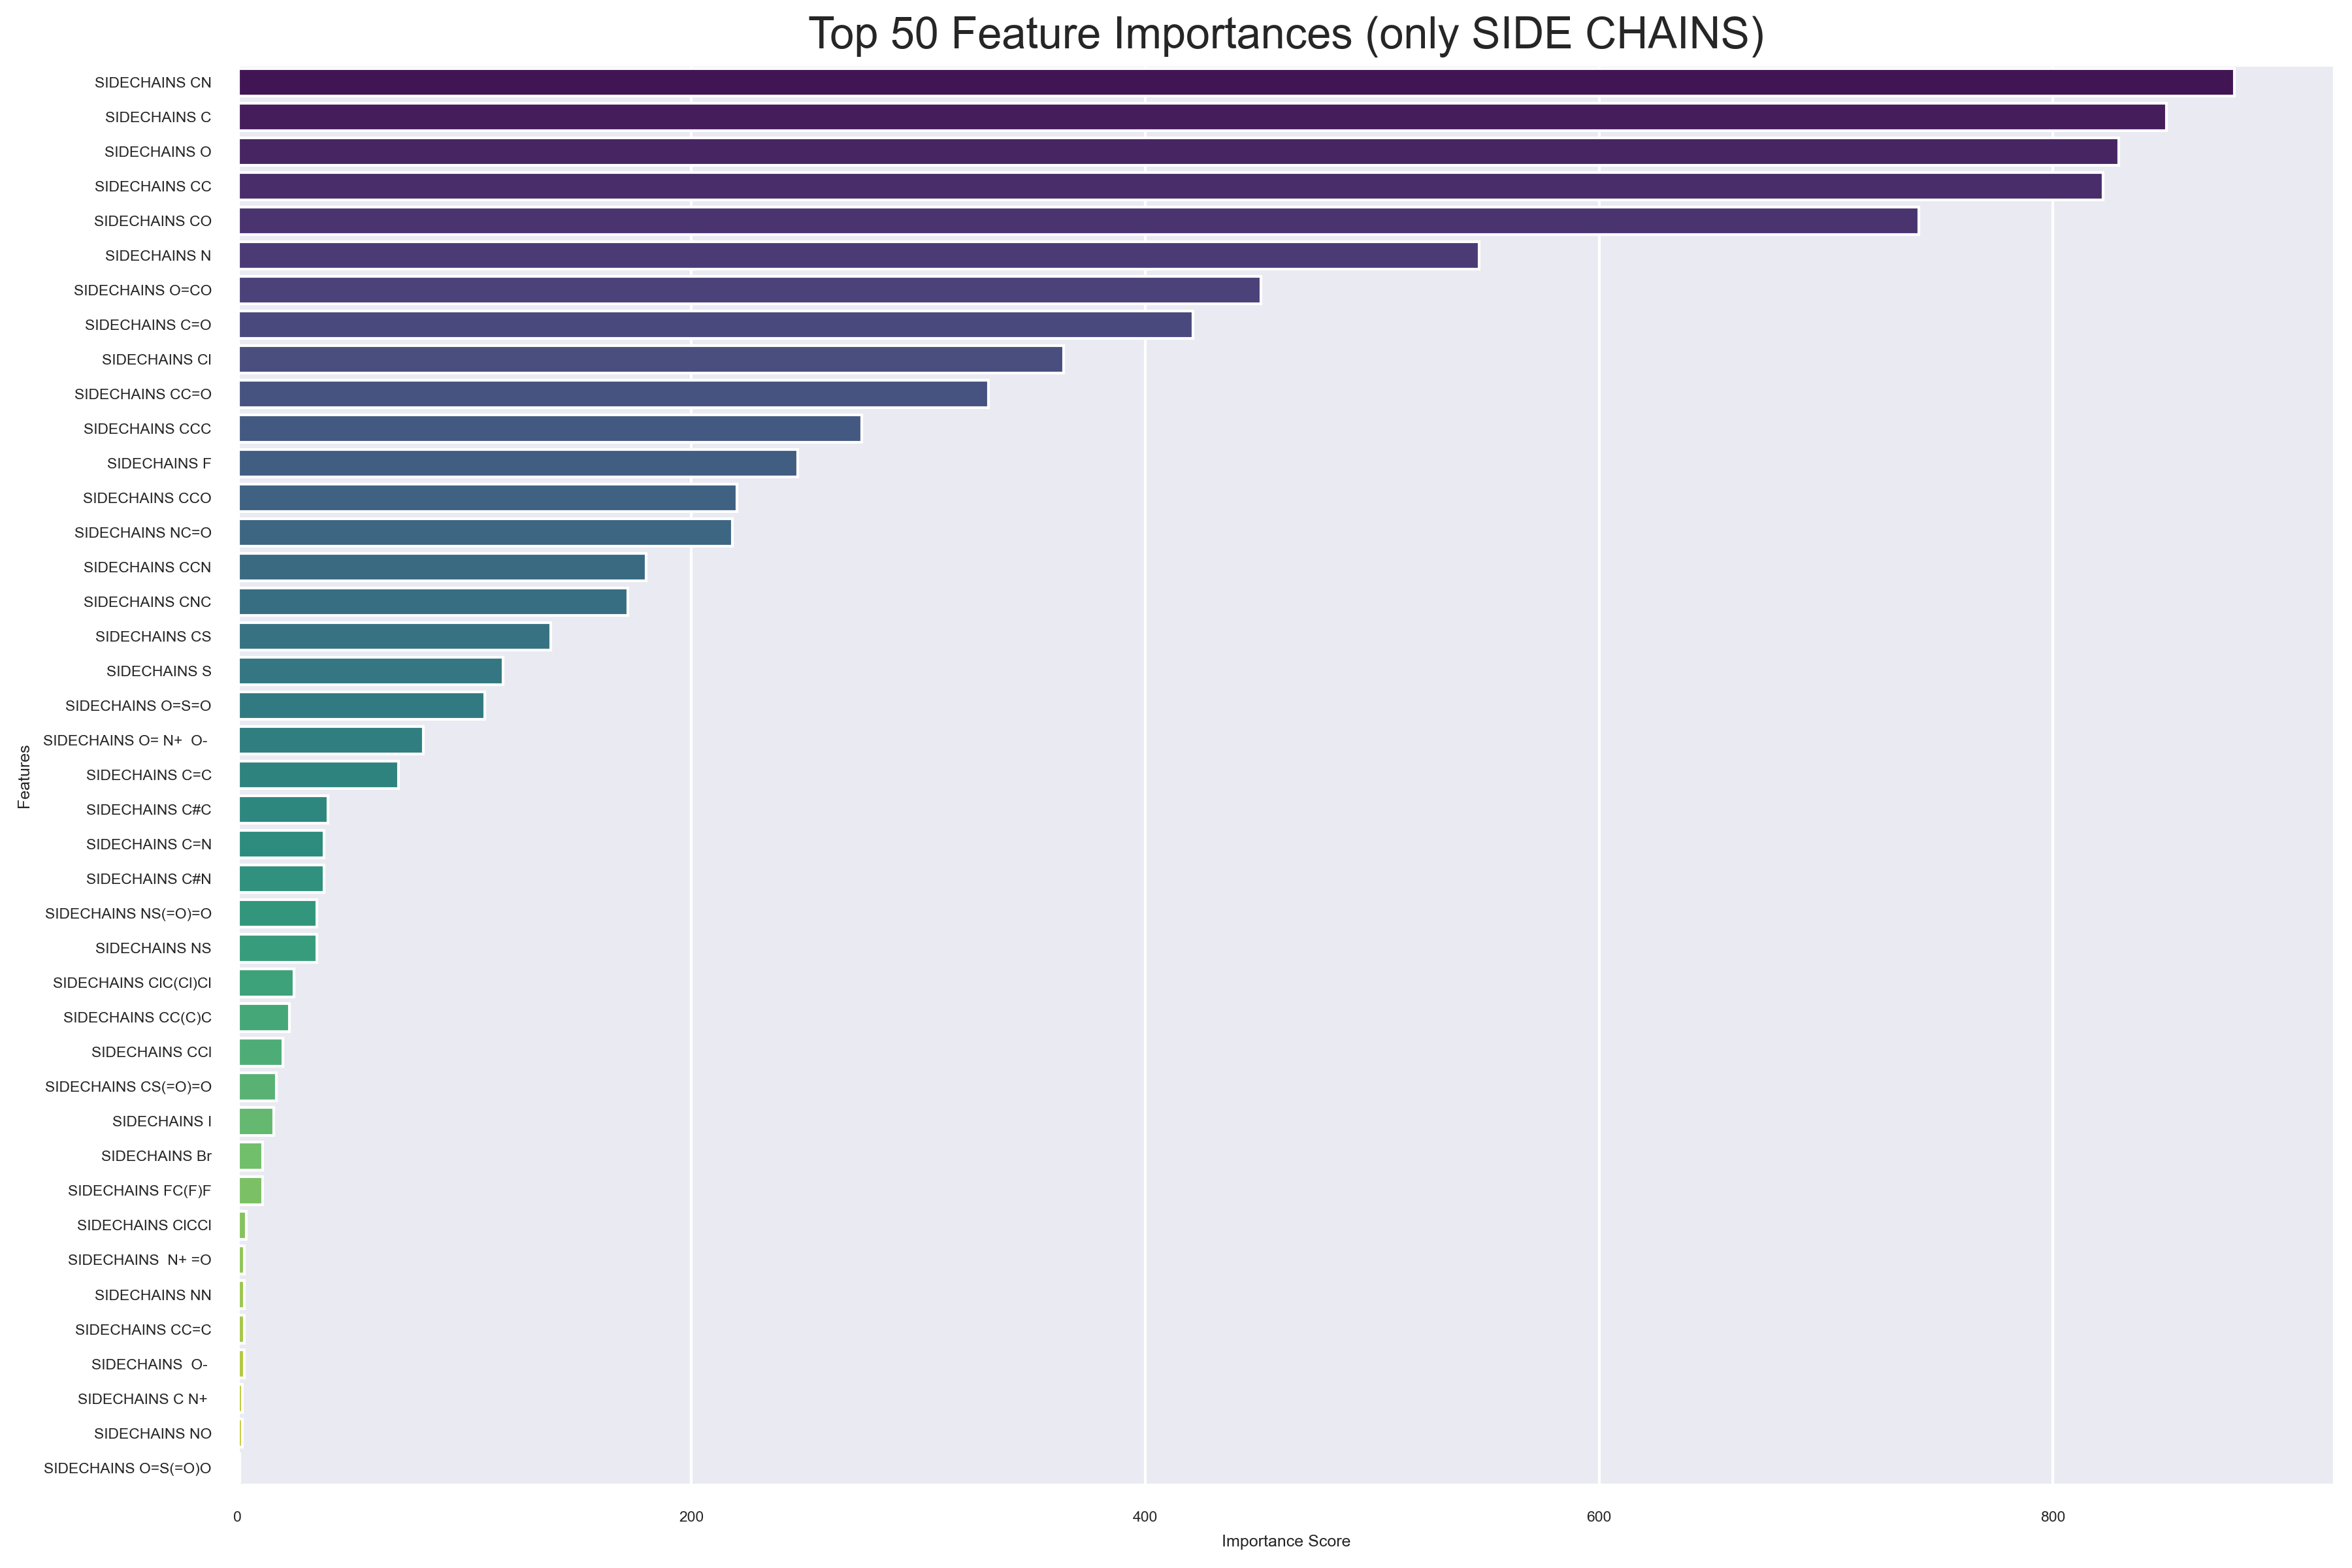 Top 50 Feature Importances (only SIDE CHAINS)
SIDECHAINS CN
SIDECHAINS C
SIDECHAINS O
SIDECHAINS CC
SIDECHAINS CO
SIDECHAINS N
SIDECHAINS O=CO
SIDECHAINS C=O
SIDECHAINS Cl
SIDECHAINS CC=O
SIDECHAINS CCC
SIDECHAINS F
SIDECHAINS CCO
SIDECHAINS NC=O
SIDECHAINS CCN
SIDECHAINS CNC
SIDECHAINS CS
SIDECHAINS S
SIDECHAINS O=S=O
SIDECHAINS O= N+  O-
SIDECHAINS C=C
SIDECHAINS C#C
SIDECHAINS C=N
SIDECHAINS C#N
SIDECHAINS NS(=O)=O
SIDECHAINS NS
SIDECHAINS ClC(Cl)Cl
SIDECHAINS CC(C)C
SIDECHAINS CCl
SIDECHAINS CS(=O)=O
SIDECHAINS I
SIDECHAINS Br
SIDECHAINS FC(F)F
SIDECHAINS ClCCl
SIDECHAINS  N+ =O
SIDECHAINS NN
SIDECHAINS CC=C
SIDECHAINS  O-
SIDECHAINS C N+
SIDECHAINS NO
SIDECHAINS O=S(=O)O
Features
0 200 400 600 800
Importance Score